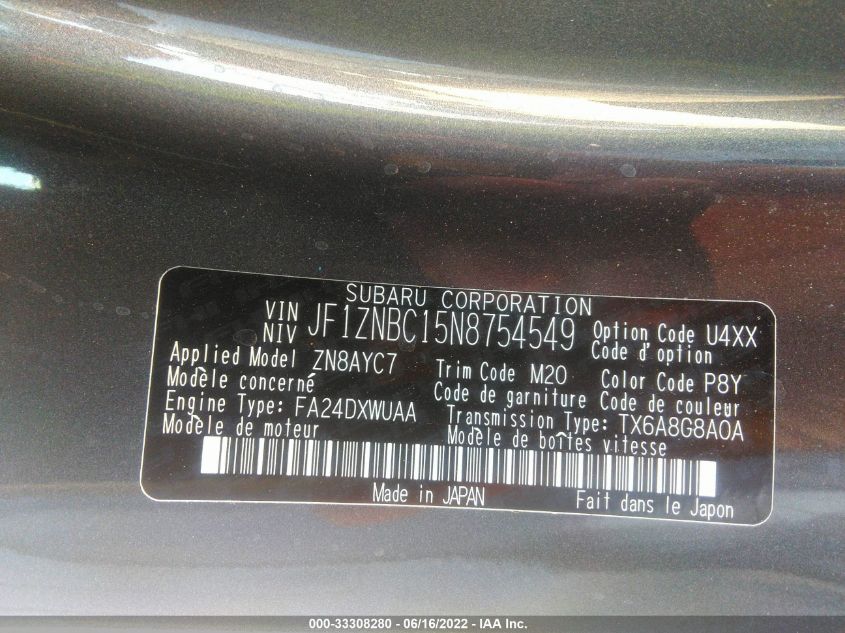 SUBARU CORPORATION
VIN NIV JF1ZNBC15N8754549 Option Code U4XX
Code d'option
Applied Model ZN8AYC7 Trim Code M20 Color Code P8Y
Modèle concerné Code de garniture Code de couleur
Engine Type: FA24DXWUAA Transmission Type: TX6A8G8A0A
Modèle de moteur Modèle de boîtes vitesse
Made in JAPAN Fait dans le Japon
000-33308280 - 06/16/2022 - IAA Inc.